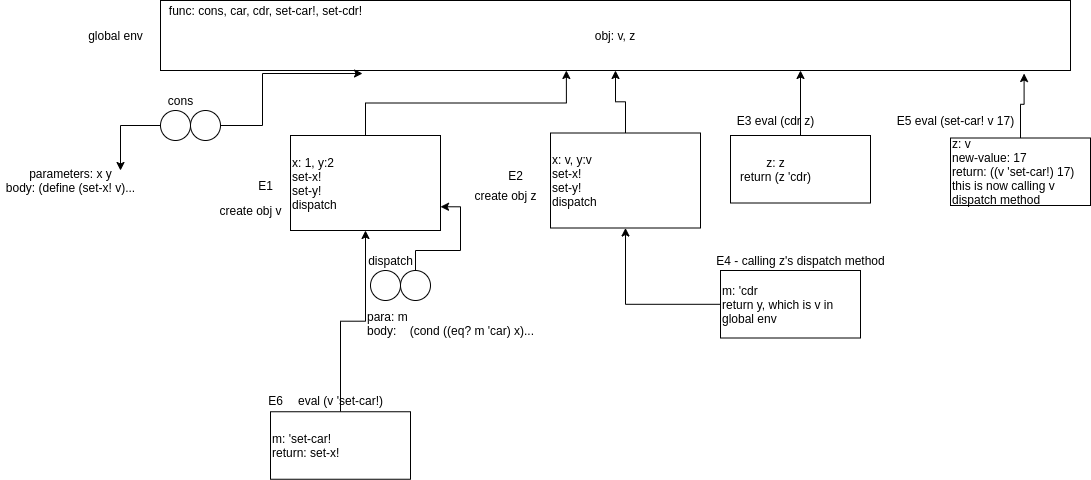 func: cons, car, cdr, set-car!, set-cdr!
global env
obj: v, z
cons
parameters: x y
body: (define (set-x! v)...
E1
create obj v
x: 1, y:2
set-x!
set-y!
dispatch
dispatch
para: m
body: (cond ((eq? m 'car) x)...
E2
create obj z
x: v, y:v
set-x!
set-y!
dispatch
E3 eval (cdr z)
z: z
return (z 'cdr)
E5 eval (set-car! v 17)
z: v
new-value: 17
return: ((v 'set-car!) 17)
this is now calling v
dispatch method
E4 - calling z's dispatch method
m: 'cdr
return y, which is v in
global env
E6 eval (v 'set-car!)
m: 'set-car!
return: set-x!